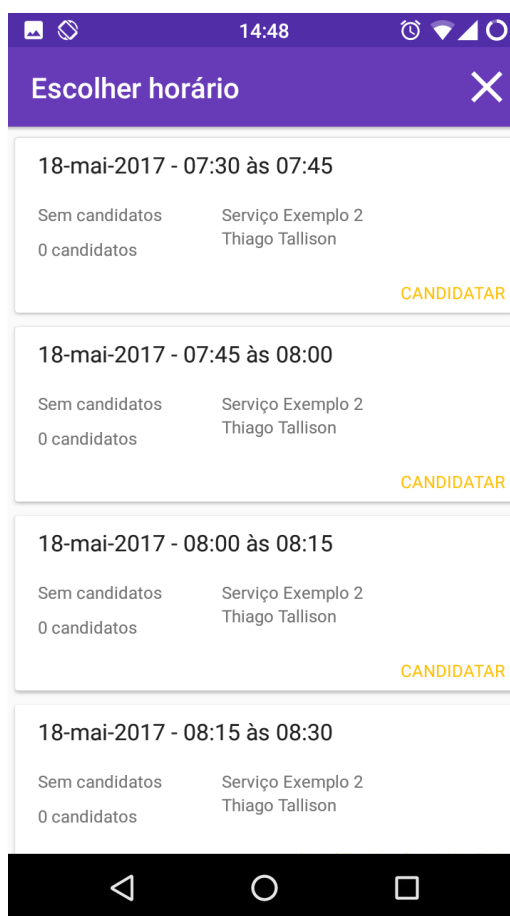 14:48
Escolher horário
18-mai-2017 - 07:30 às 07:45
Sem candidatos
0 candidatos
Serviço Exemplo 2
Thiago Tallison
CANDIDATAR
18-mai-2017 - 07:45 às 08:00
Sem candidatos
0 candidatos
Serviço Exemplo 2
Thiago Tallison
CANDIDATAR
18-mai-2017 - 08:00 às 08:15
Sem candidatos
0 candidatos
Serviço Exemplo 2
Thiago Tallison
CANDIDATAR
18-mai-2017 - 08:15 às 08:30
Sem candidatos
0 candidatos
Serviço Exemplo 2
Thiago Tallison